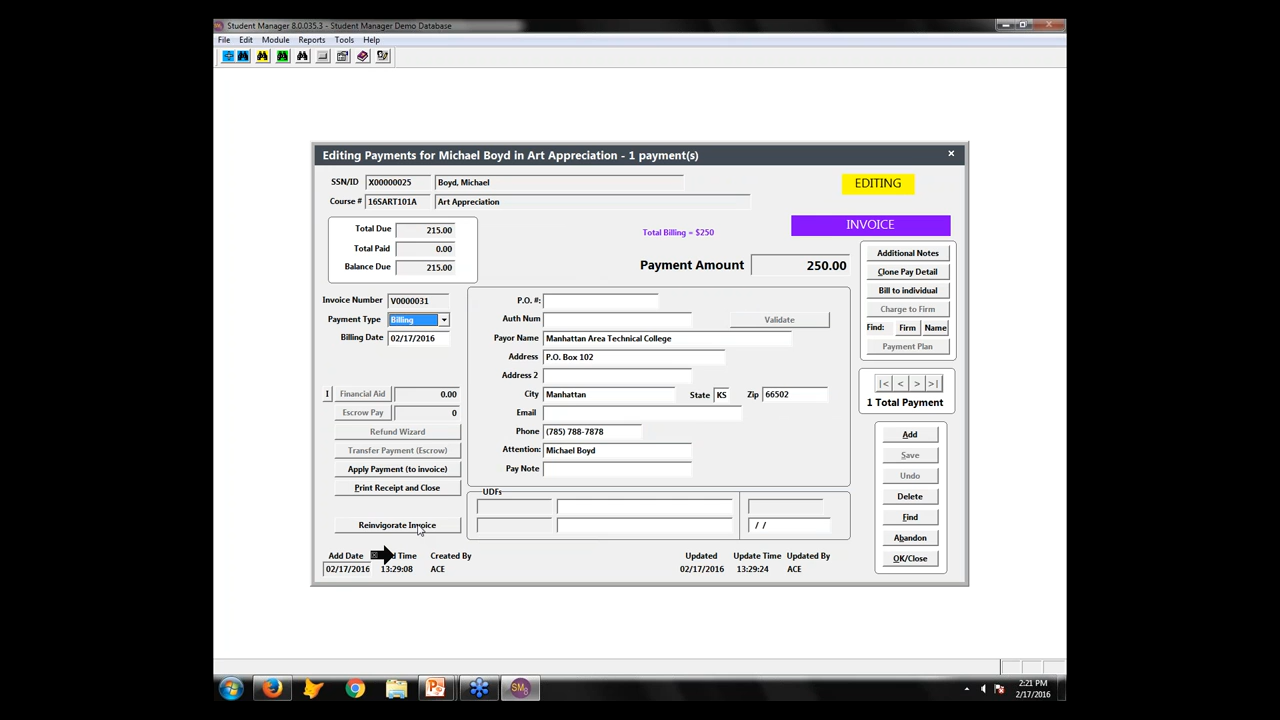 Student Manager 8.0.035.3 - Student Manager Demo Database
File Edit Module Reports Tools Help
Editing Payments for Michael Boyd in Art Appreciation - 1 payment(s)
SSN/ID X00000025 Boyd, Michael
EDITING
Course # 16SART101A Art Appreciation
INVOICE
Total Due 215.00
Total Billing = $250
Total Paid 0.00
Additional Notes
Balance Due 215.00
Payment Amount 250.00
Clone Pay Detail
Bill to individual
Invoice Number V0000031
P.O. #:
Charge to Firm
Payment Type Billing
Auth Num
Validate
Find: Firm Name
Billing Date 02/17/2016
Payor Name Manhattan Area Technical College
Payment Plan
Address P.O. Box 102
Address 2
|< < > >|
1 Financial Aid 0.00
City Manhattan State KS Zip 66502
1 Total Payment
Escrow Pay 0
Email
Refund Wizard
Phone (785) 788-7878
Add
Transfer Payment (Escrow)
Attention: Michael Boyd
Save
Apply Payment (to invoice)
Pay Note
Undo
Print Receipt and Close
UDFs
Delete
Reinvigorate Invoice
/ /
Find
Abandon
Add Date d Time Created By Updated Update Time Updated By
OK/Close
02/17/2016 13:29:08 ACE 02/17/2016 13:29:24 ACE
SM8
2:21 PM
2/17/2016